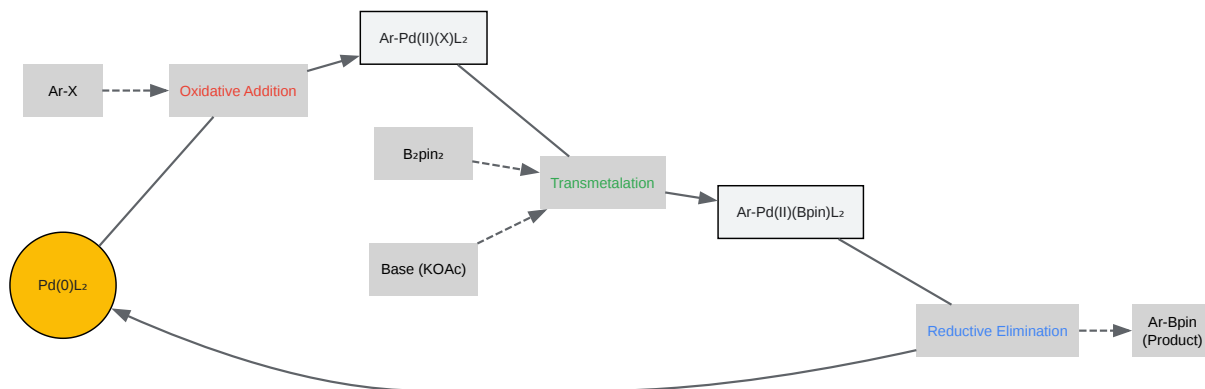 Ar-Pd(II)(X)L₂
Ar-X
Oxidative Addition
B₂pin₂
Transmetalation
Ar-Pd(II)(Bpin)L₂
Base (KOAc)
Pd(0)L₂
Reductive Elimination
Ar-Bpin
(Product)